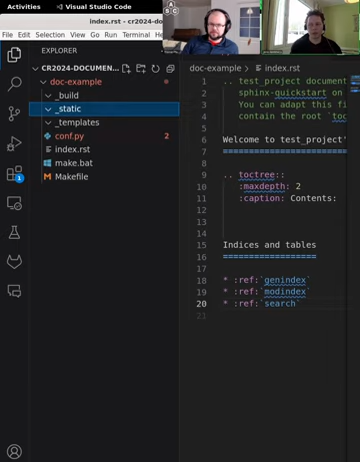 Activities Visual Studio Code
index.rst - cr2024-do
File Edit Selection View Go Run Terminal He
EXPLORER
CR2024-DOCUMEN...
doc-example
_build
_static
_templates
conf.py 2
index.rst
make.bat
Makefile
1
doc-example > index.rst
1 .. test_project document
2 sphinx-quickstart on
3 You can adapt this fi
4 contain the root `toc
5
6 Welcome to test_project'
7 ========================
8
9 .. toctree::
10 :maxdepth: 2
11 :caption: Contents:
12
13
14
15 Indices and tables
16 ==================
17
18 * :ref:`genindex`
19 * :ref:`modindex`
20 * :ref:`search`
21